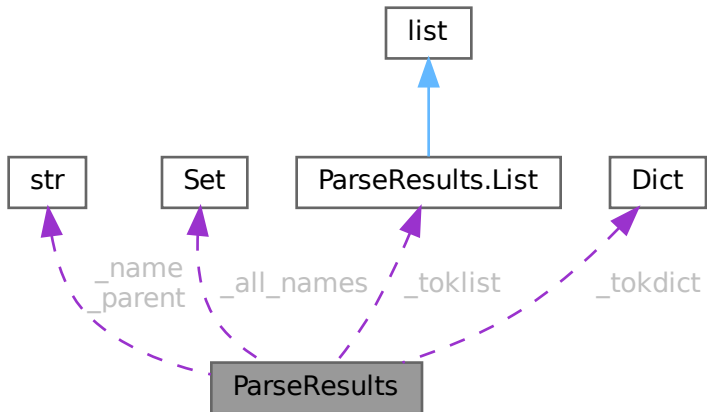 list
str
Set
ParseResults.List
Dict
_name
_parent
_all_names
_toklist
_tokdict
ParseResults